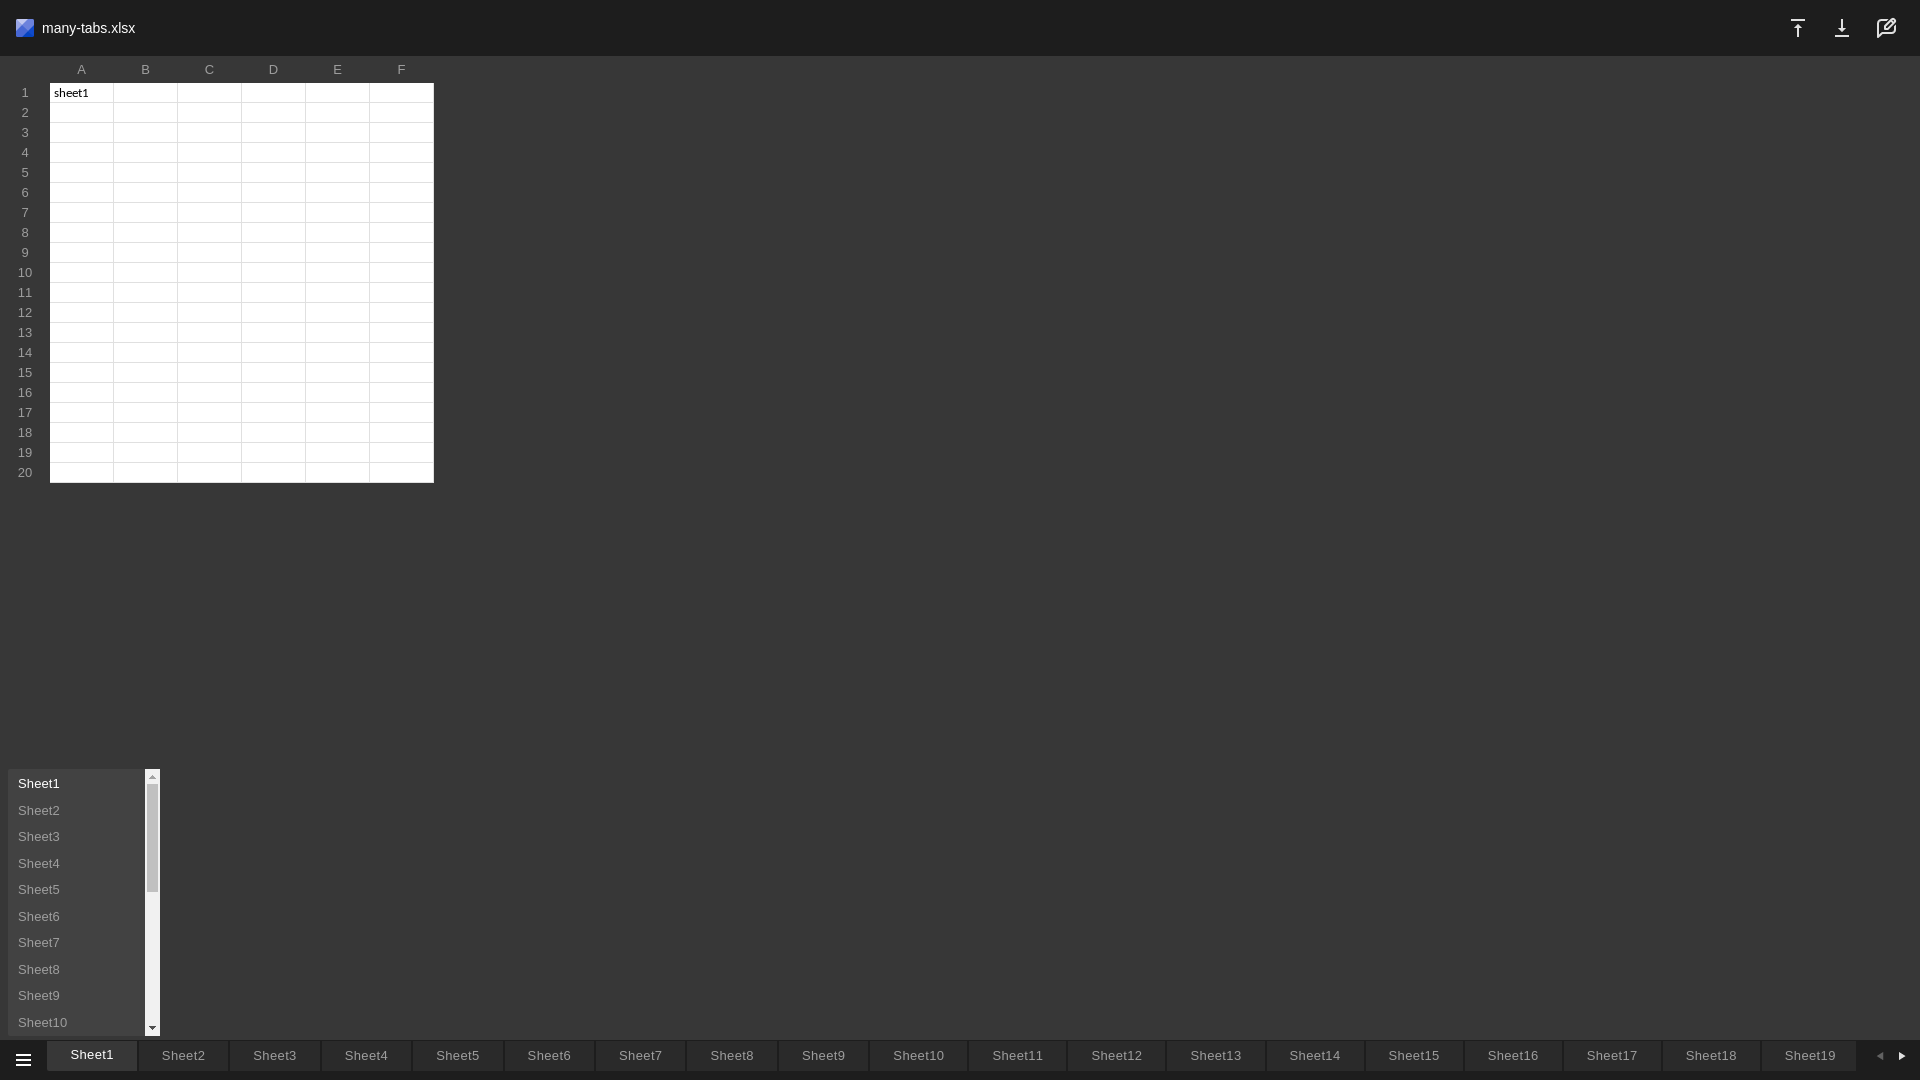 many-tabs.xlsx
A B C D E F
1 sheet1
2
3
4
5
6
7
8
9
10
11
12
13
14
15
16
17
18
19
20
Sheet1
Sheet2
Sheet3
Sheet4
Sheet5
Sheet6
Sheet7
Sheet8
Sheet9
Sheet10
Sheet1 Sheet2 Sheet3 Sheet4 Sheet5 Sheet6 Sheet7 Sheet8 Sheet9 Sheet10 Sheet11 Sheet12 Sheet13 Sheet14 Sheet15 Sheet16 Sheet17 Sheet18 Sheet19